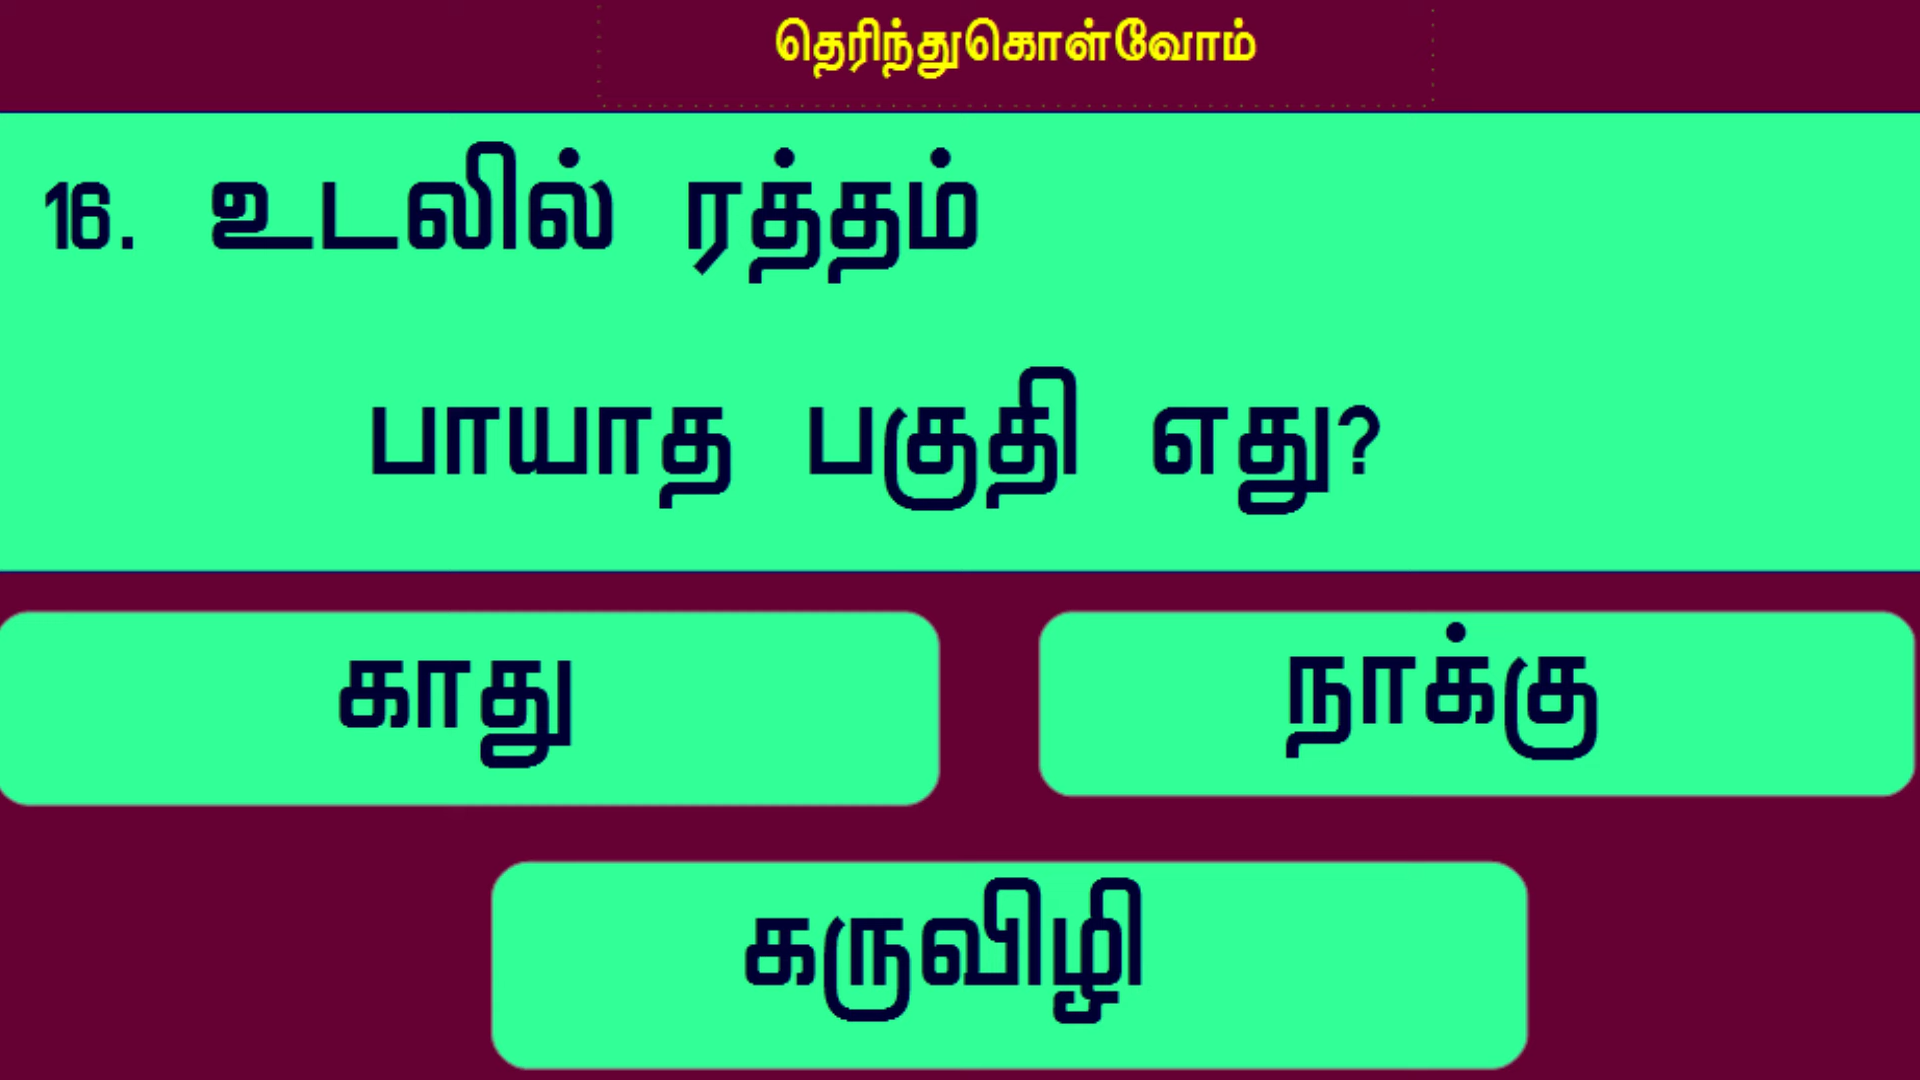 தெரிந்துகொள்வோம்
16. உடலில் ரத்தம்
பாயாத பகுதி எது?
காது
நாக்கு
கருவிழி